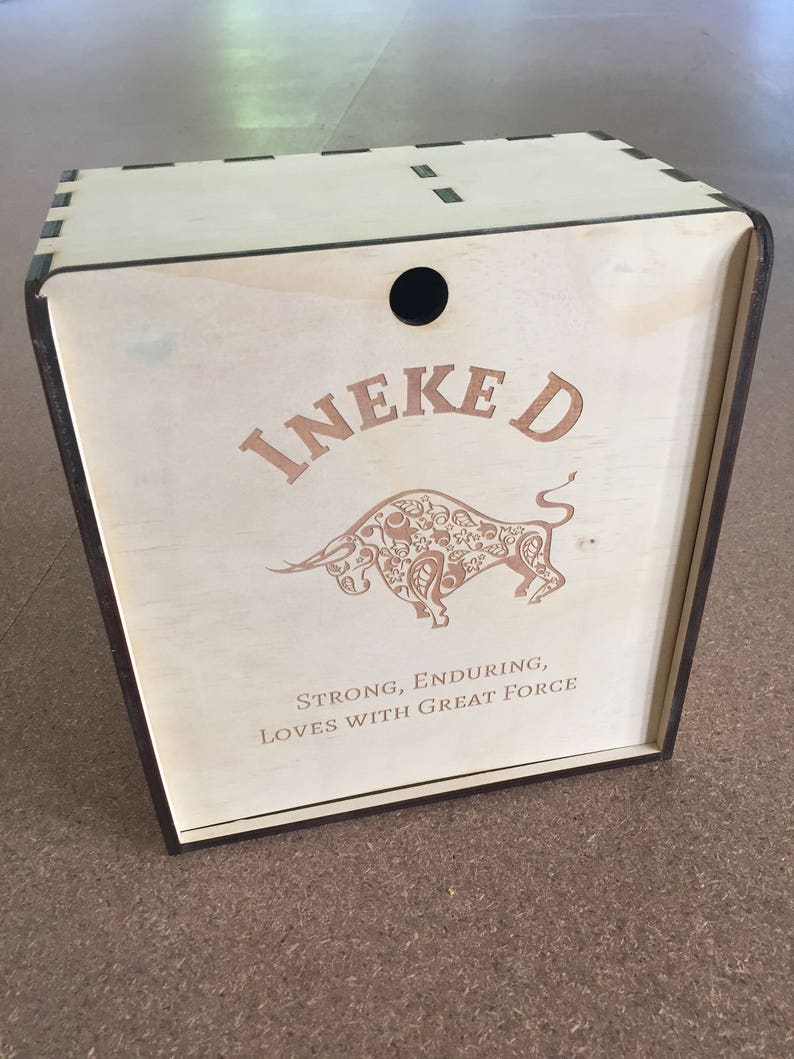 INEKE D
STRONG, ENDURING,
LOVES WITH GREAT FORCE